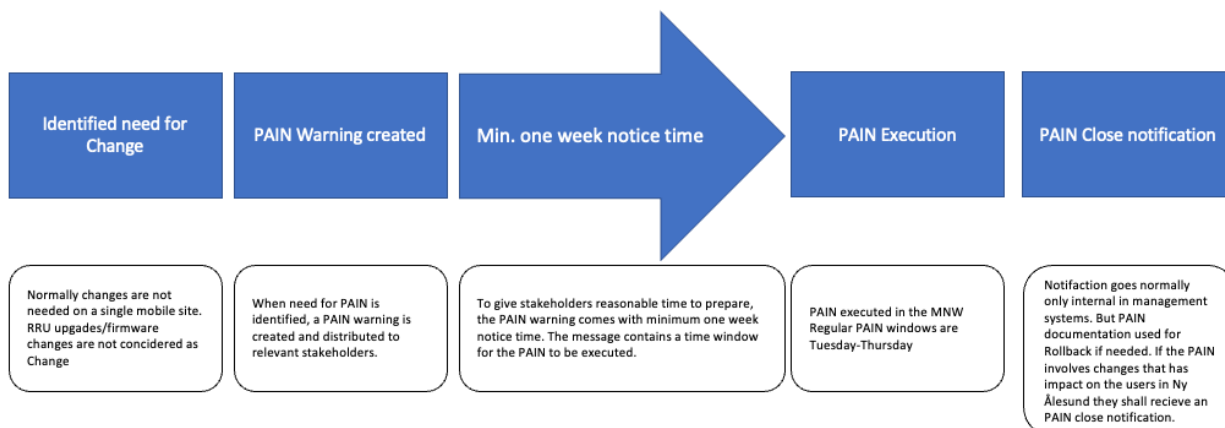 Identified need for
Change
PAIN Warning created
Min. one week notice time
PAIN Execution
PAIN Close notification
Normally changes are not
needed on a single mobile site.
RRU upgades/firmware
changes are not concidered as
Change
When need for PAIN is
identified, a PAIN warning is
created and distributed to
relevant stakeholders.
To give stakeholders reasonable time to prepare,
the PAIN warning comes with minimum one week
notice time. The message contains a time window
for the PAIN to be executed.
PAIN executed in the MNW
Regular PAIN windows are
Tuesday-Thursday
Notifaction goes normally
only internal in management
systems. But PAIN
documentation used for
Rollback if needed. If the PAIN
involves changes that has
impact on the users in Ny
Ålesund they shall recieve an
PAIN close notification.